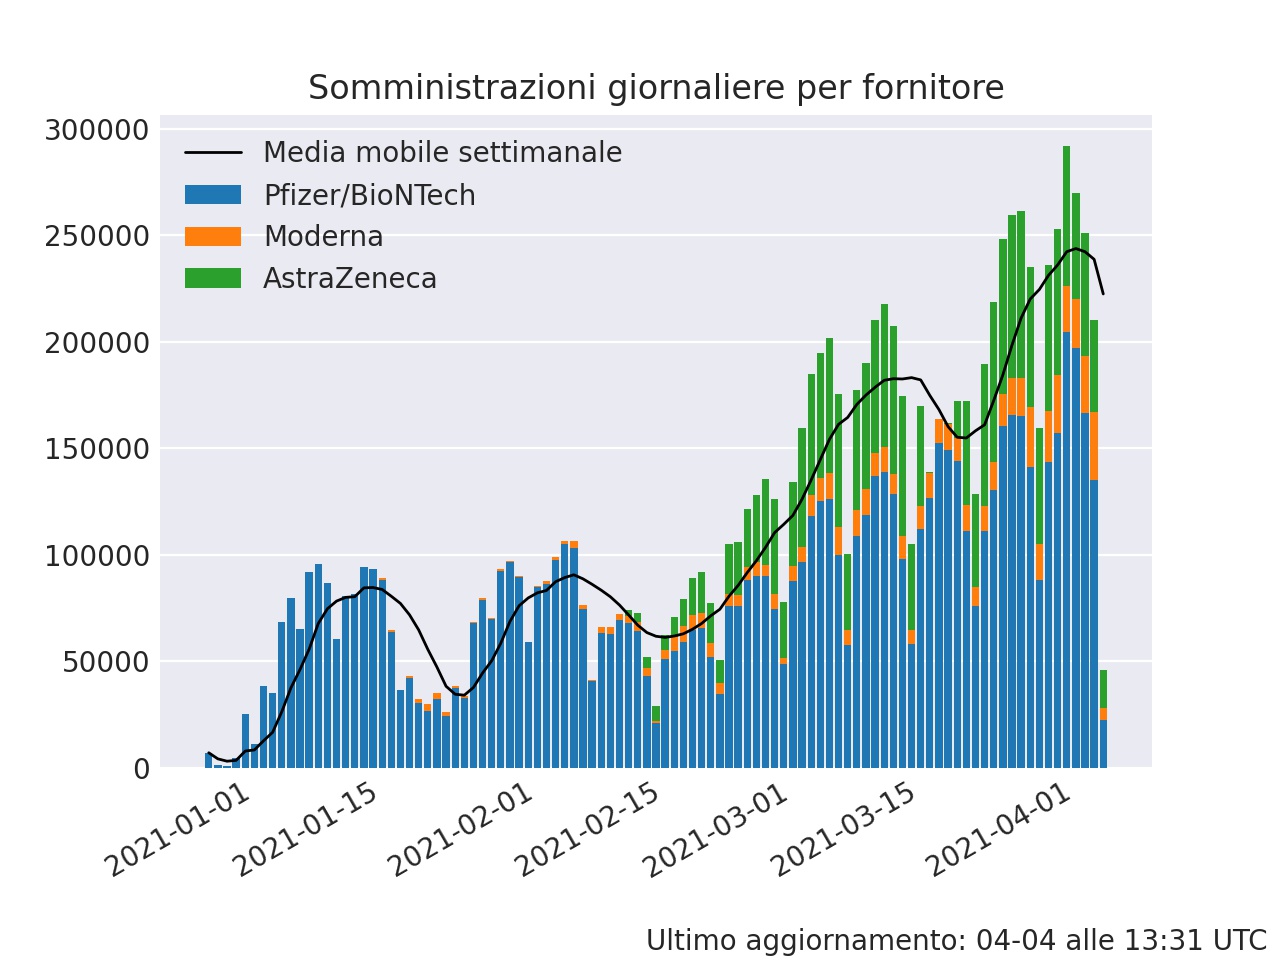 Somministrazioni giornaliere per fornitore
300000
250000
200000
150000
100000
50000
0
Media mobile settimanale
Pfizer/BioNTech
Moderna
AstraZeneca
2021-01-01
2021-01-15
2021-02-01
2021-02-15
2021-03-01
2021-03-15
2021-04-01
Ultimo aggiornamento: 04-04 alle 13:31 UTC